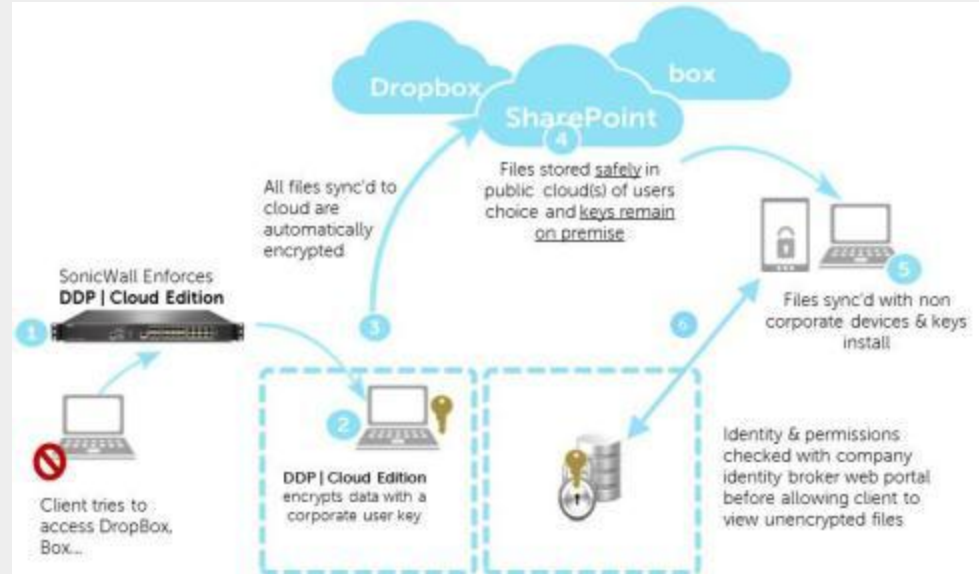 Dropbox
box
SharePoint
4
Files stored safely in
public cloud(s) of users
choice and keys remain
on premise
All files sync'd to
cloud are
automatically
encrypted
SonicWall Enforces
DDP | Cloud Edition
1
3
5
Files sync'd with non
corporate devices & keys
install
6
2
DDP | Cloud Edition
encrypts data with a
corporate user key
Client tries to
access DropBox,
Box...
Identity & permissions
checked with company
identity broker web portal
before allowing client to
view unencrypted files